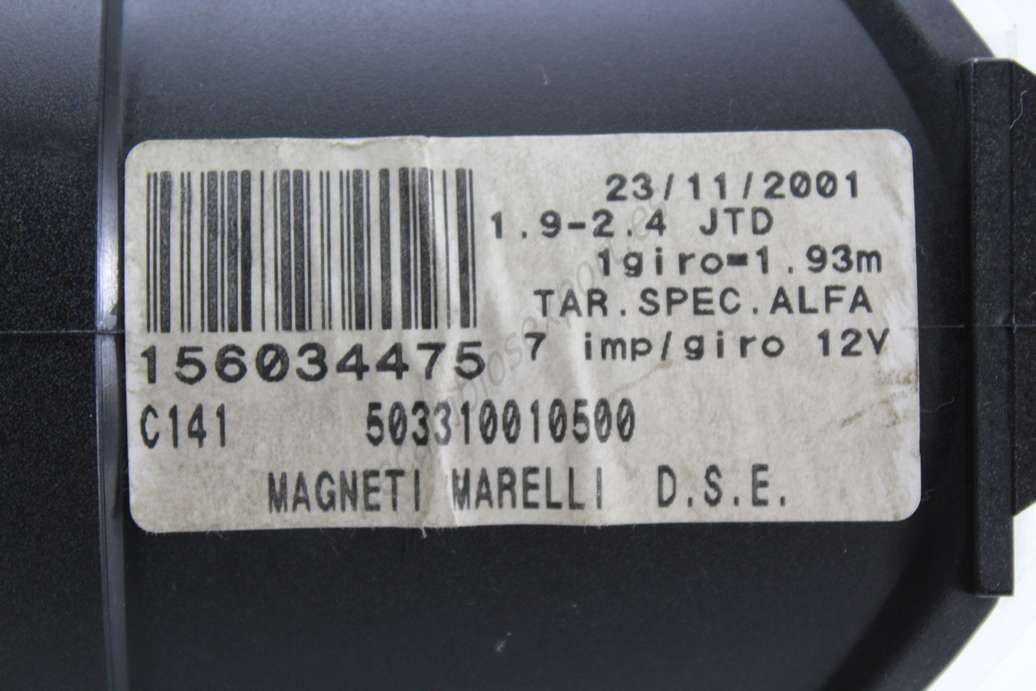 23/11/2001
1.9-2.4 JTD
1giro=1.93m
TAR.SPEC.ALFA
7 imp/giro 12V
156034475
C141 503310010500
MAGNETI MARELLI D.S.E.